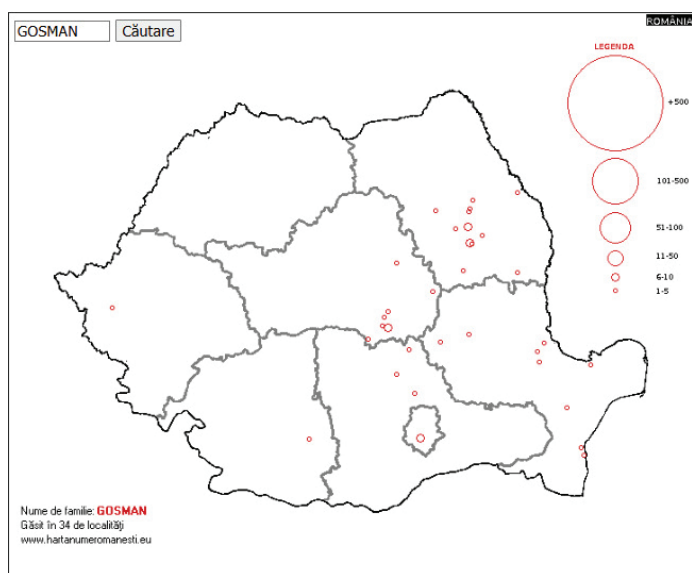 GOSMAN Căutare
ROMÂNIA
LEGENDA
+500
101-500
51-100
11-50
6-10
1-5
Nume de familie: GOSMAN
Găsit în 34 de localități
www.hartanumeromanesti.eu